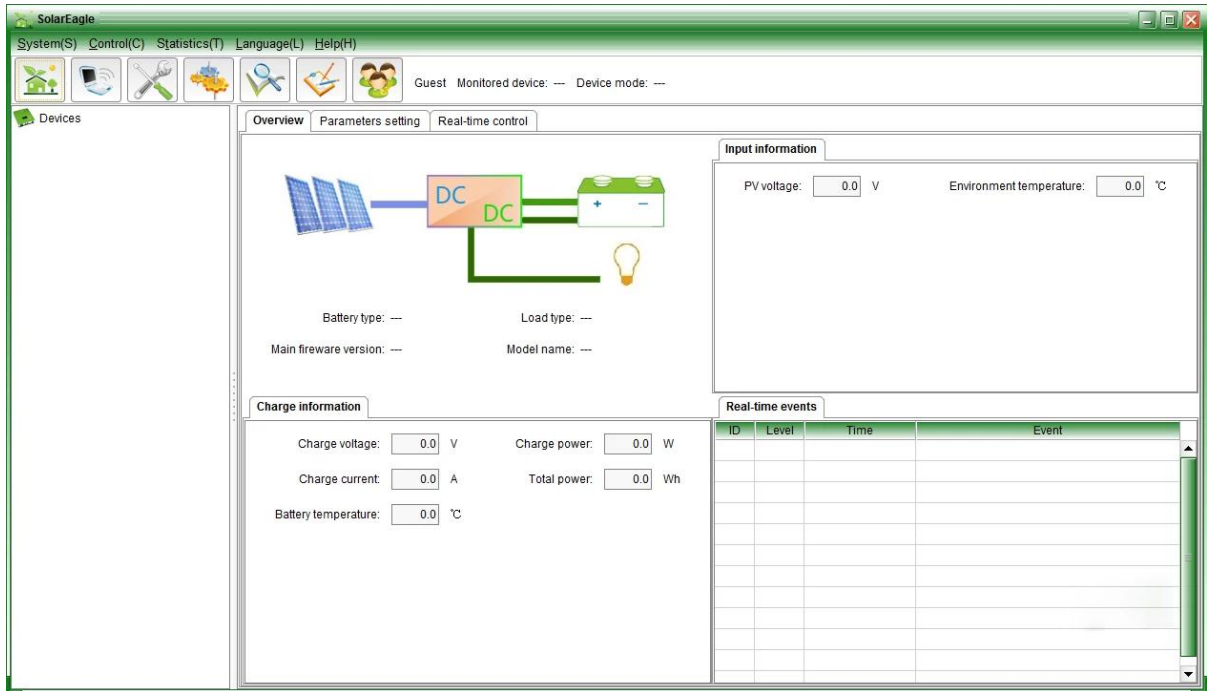 SolarEagle
System(S) Control(C) Statistics(T) Language(L) Help(H)
Guest Monitored device: --- Device mode: ---
Devices
Overview Parameters setting Real-time control
DC
DC
+ −
Battery type: --- Load type: ---
Main fireware version: --- Model name: ---
Input information
PV voltage: 0.0 V Environment temperature: 0.0 ℃
Charge information
Charge voltage: 0.0 V Charge power: 0.0 W
Charge current: 0.0 A Total power: 0.0 Wh
Battery temperature: 0.0 ℃
Real-time events
ID Level Time Event